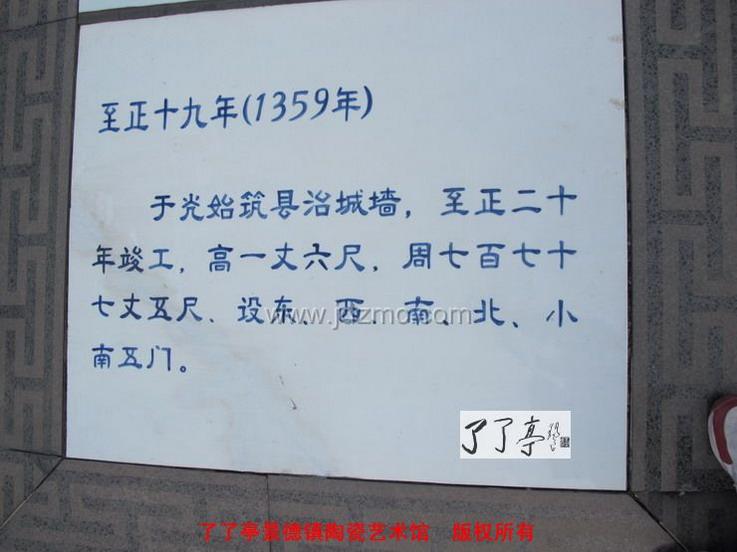 至正十九年(1359年)
于光始筑县治城墙，至正二十
年竣工，高一丈六尺，周七百七十
七丈五尺、设东、西、南、北、小
南五门。
www.jdzmc.com
了了亭
了了亭景德镇陶瓷艺术馆 版权所有